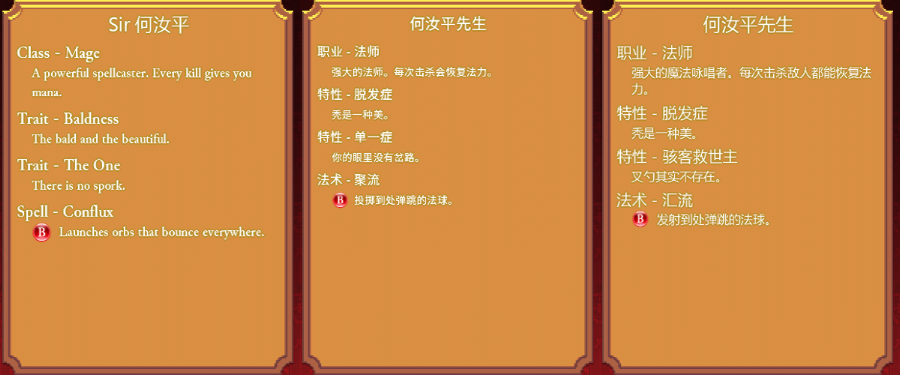 Sir 何汝平
Class - Mage
A powerful spellcaster. Every kill gives you
mana.
Trait - Baldness
The bald and the beautiful.
Trait - The One
There is no spork.
Spell - Conflux
B Launches orbs that bounce everywhere.
何汝平先生
职业 - 法师
强大的法师。每次击杀会恢复法力。
特性 - 脱发症
秃是一种美。
特性 - 单一症
你的眼里没有岔路。
法术 - 聚流
B 投掷到处弹跳的法球。
何汝平先生
职业 - 法师
强大的魔法咏唱者。每次击杀敌人都能恢复法
力。
特性 - 脱发症
秃是一种美。
特性 - 骇客救世主
叉勺其实不存在。
法术 - 汇流
B 发射到处弹跳的法球。